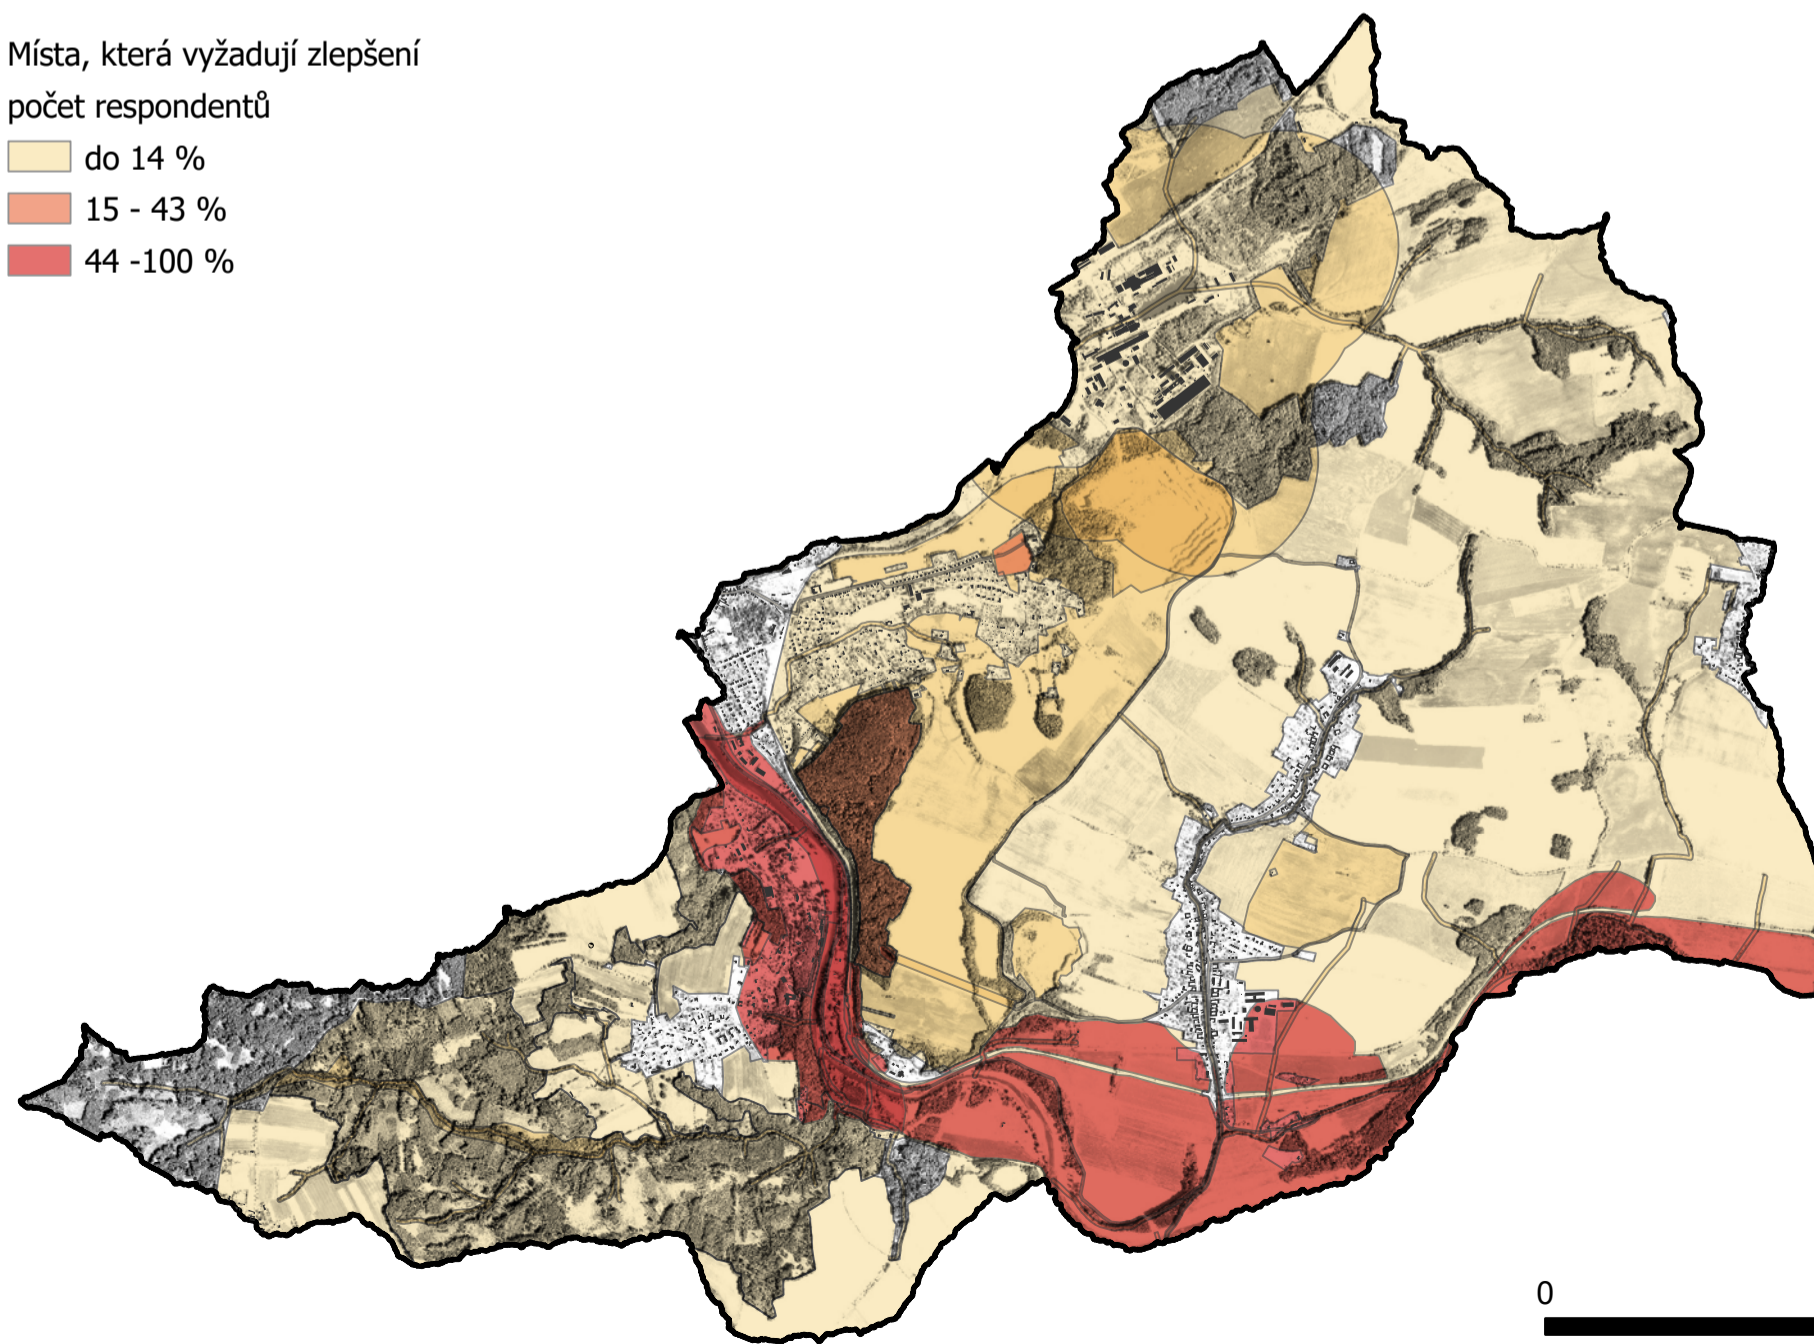 Místa, která vyžadují zlepšení
počet respondentů
do 14 %
15 - 43 %
44 -100 %
0